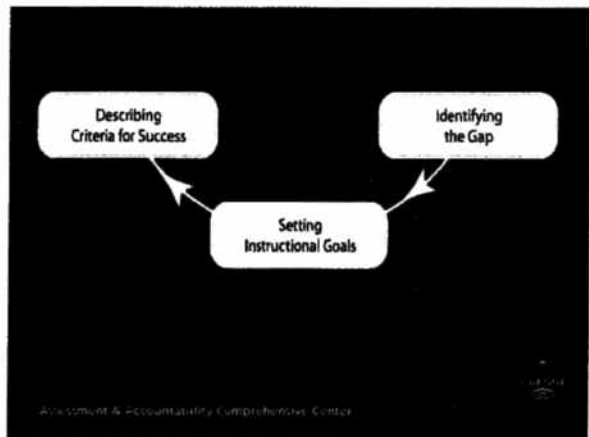 Describing
Criteria for Success
Identifying
the Gap
Setting
Instructional Goals
Assessment & Accountability Comprehensive Center